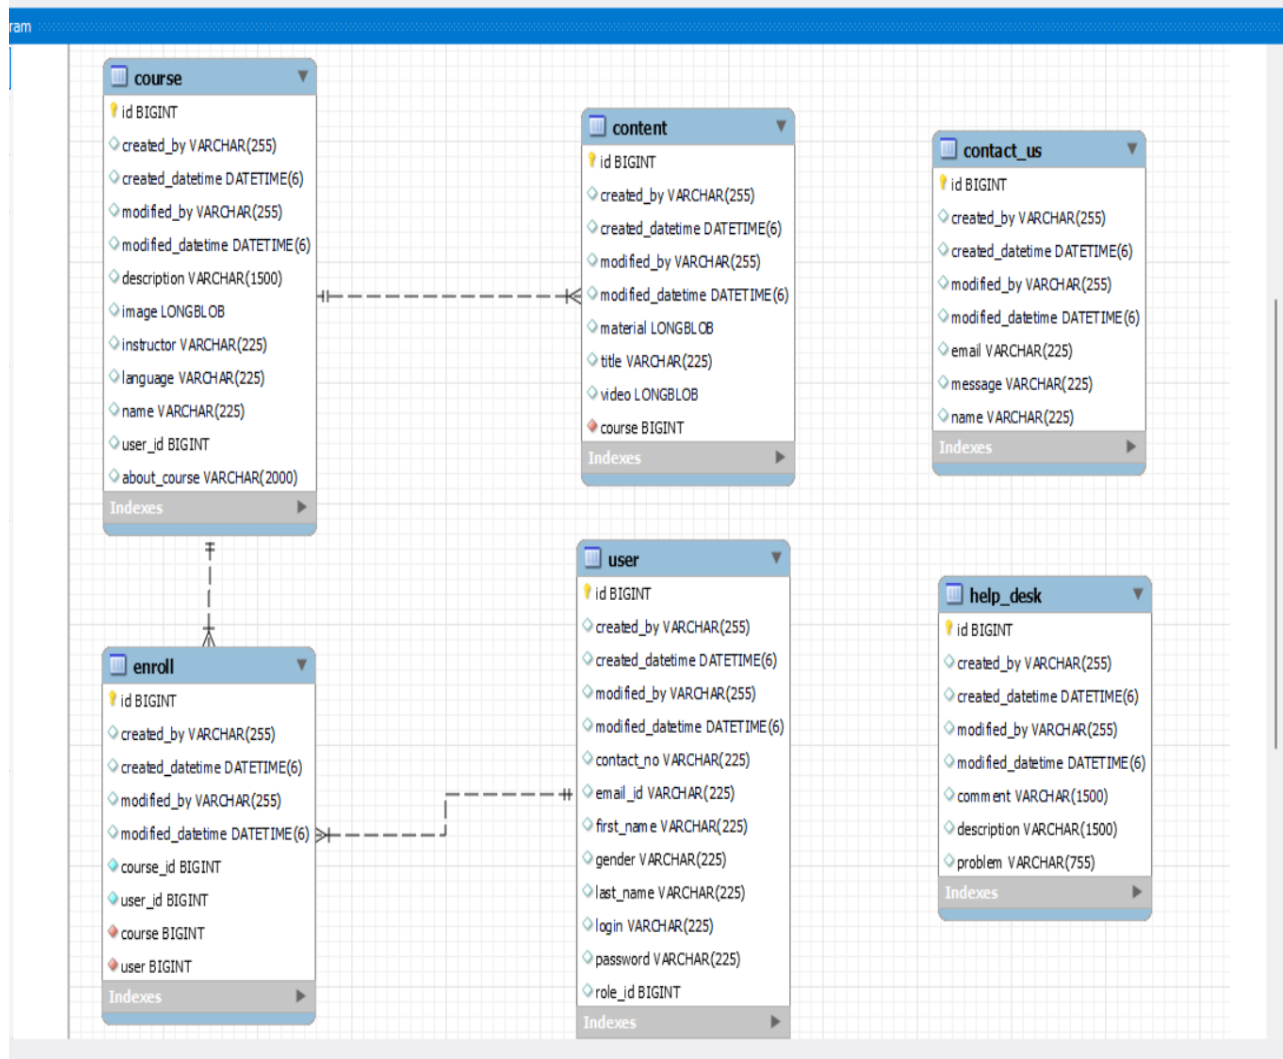 ram
course
id BIGINT
created_by VARCHAR(255)
created_datetime DATETIME(6)
modified_by VARCHAR(255)
modified_datetime DATETIME(6)
description VARCHAR(1500)
image LONGBLOB
instructor VARCHAR(225)
language VARCHAR(225)
name VARCHAR(225)
user_id BIGINT
about_course VARCHAR(2000)
Indexes
content
id BIGINT
created_by VARCHAR(255)
created_datetime DATETIME(6)
modified_by VARCHAR(255)
modified_datetime DATETIME(6)
material LONGBLOB
title VARCHAR(225)
video LONGBLOB
course BIGINT
Indexes
contact_us
id BIGINT
created_by VARCHAR(255)
created_datetime DATETIME(6)
modified_by VARCHAR(255)
modified_datetime DATETIME(6)
email VARCHAR(225)
message VARCHAR(225)
name VARCHAR(225)
Indexes
enroll
id BIGINT
created_by VARCHAR(255)
created_datetime DATETIME(6)
modified_by VARCHAR(255)
modified_datetime DATETIME(6)
course_id BIGINT
user_id BIGINT
course BIGINT
user BIGINT
Indexes
user
id BIGINT
created_by VARCHAR(255)
created_datetime DATETIME(6)
modified_by VARCHAR(255)
modified_datetime DATETIME(6)
contact_no VARCHAR(225)
email_id VARCHAR(225)
first_name VARCHAR(225)
gender VARCHAR(225)
last_name VARCHAR(225)
login VARCHAR(225)
password VARCHAR(225)
role_id BIGINT
Indexes
help_desk
id BIGINT
created_by VARCHAR(255)
created_datetime DATETIME(6)
modified_by VARCHAR(255)
modified_datetime DATETIME(6)
comment VARCHAR(1500)
description VARCHAR(1500)
problem VARCHAR(755)
Indexes